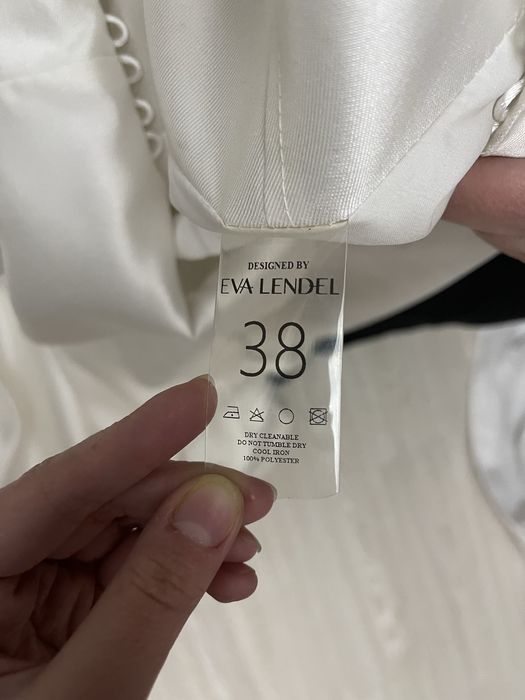 DESIGNED BY
EVA LENDEL
38
DRY CLEANABLE
DO NOT TUMBLE DRY
COOL IRON
100% POLYESTER